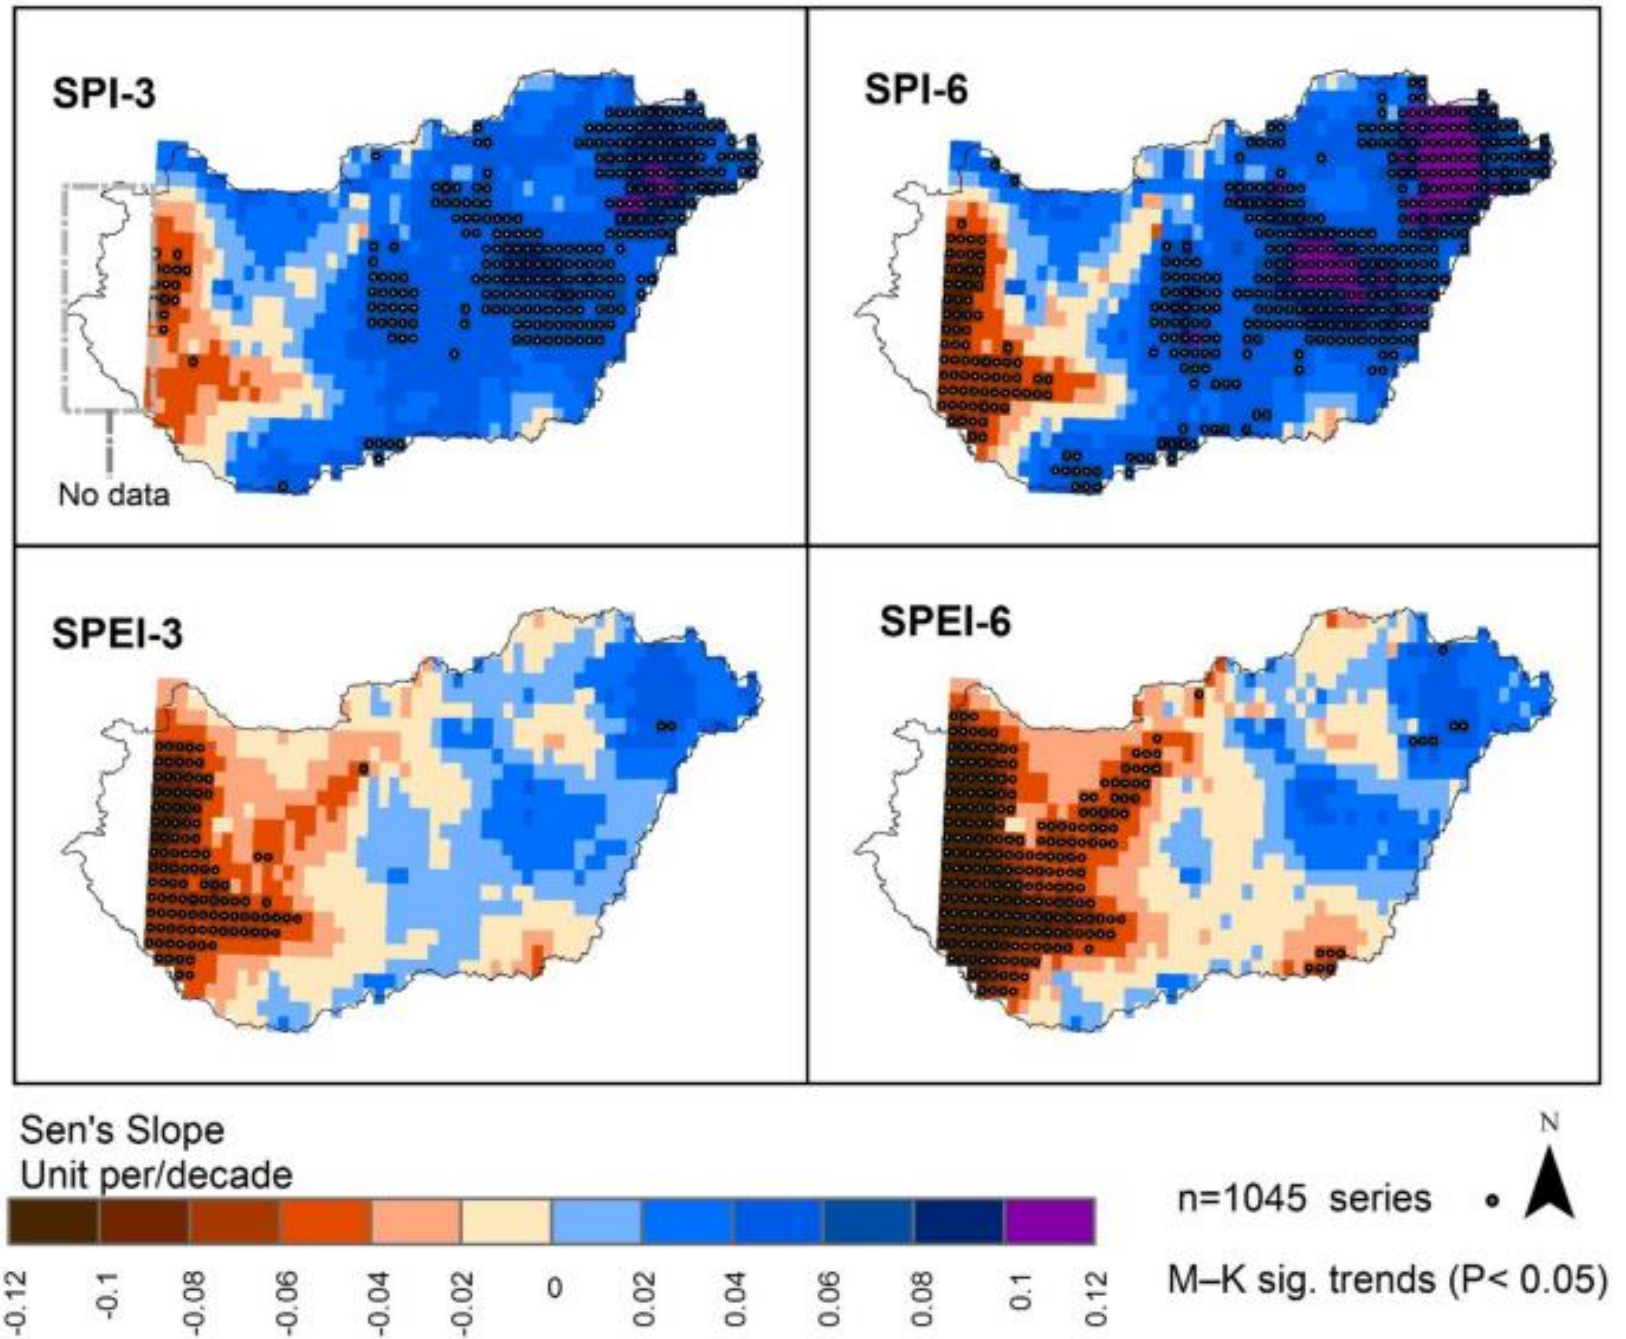 SPI-3
SPI-6
No data
SPEI-3
SPEI-6
Sen's Slope
Unit per/decade
-0.12
-0.1
-0.08
-0.06
-0.04
-0.02
0
0.02
0.04
0.06
0.08
0.1
0.12
n=1045 series
N
M–K sig. trends (P< 0.05)